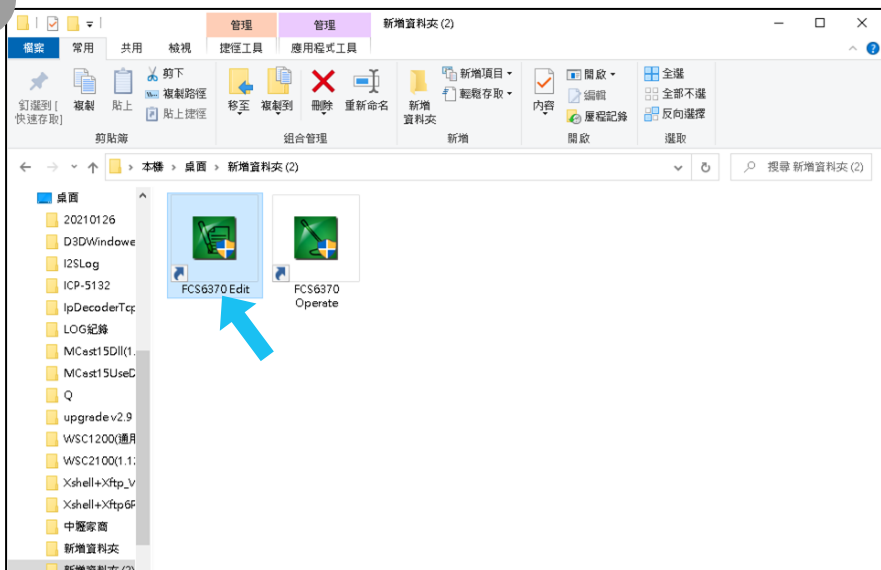 管理
管理
新增資料夾 (2)
檔案
常用
共用
檢視
捷徑工具
應用程式工具
釘選到 [
快速存取]
複製
貼上
剪下
複製路徑
貼上捷徑
剪貼簿
移至
複製到
刪除
重新命名
組合管理
新增
資料夾
新增項目
輕鬆存取
新增
內容
開啟
編輯
歷程記錄
開啟
全選
全部不選
反向選擇
選取
本機 › 桌面 › 新增資料夾 (2)
搜尋 新增資料夾 (2)
桌面
20210126
D3DWindowe
I2SLog
ICP-5132
IpDecoderTcp
LOG紀錄
MCast15Dll(1.
MCast15UseD
Q
upgrade v2.9
WSC1200(通用
WSC2100(1.1
Xshell+Xftp_V
Xshell+Xftp6P
中壢家商
新增資料夾
新增資料夾 (2)
FCS6370 Edit
FCS6370
Operate